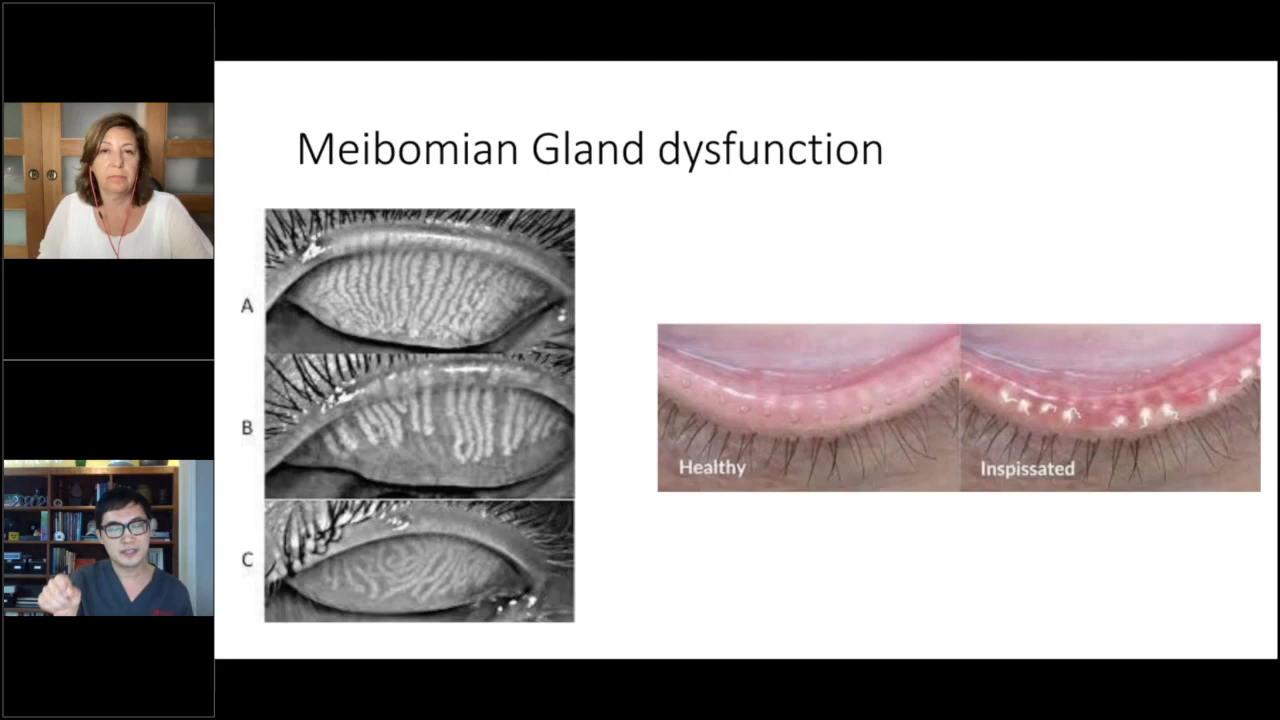 Meibomian Gland dysfunction
A
B
C
Healthy
Inspissated